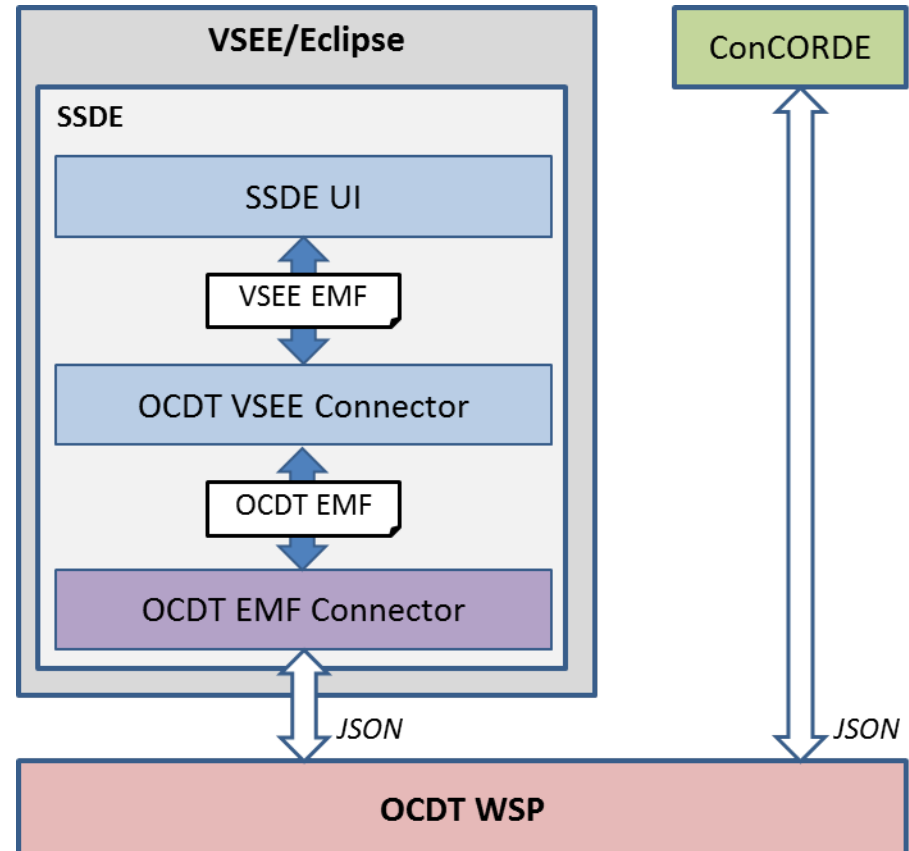 VSEE/Eclipse
ConCORDE
SSDE
SSDE UI
VSEE EMF
OCDT VSEE Connector
OCDT EMF
OCDT EMF Connector
JSON
JSON
OCDT WSP